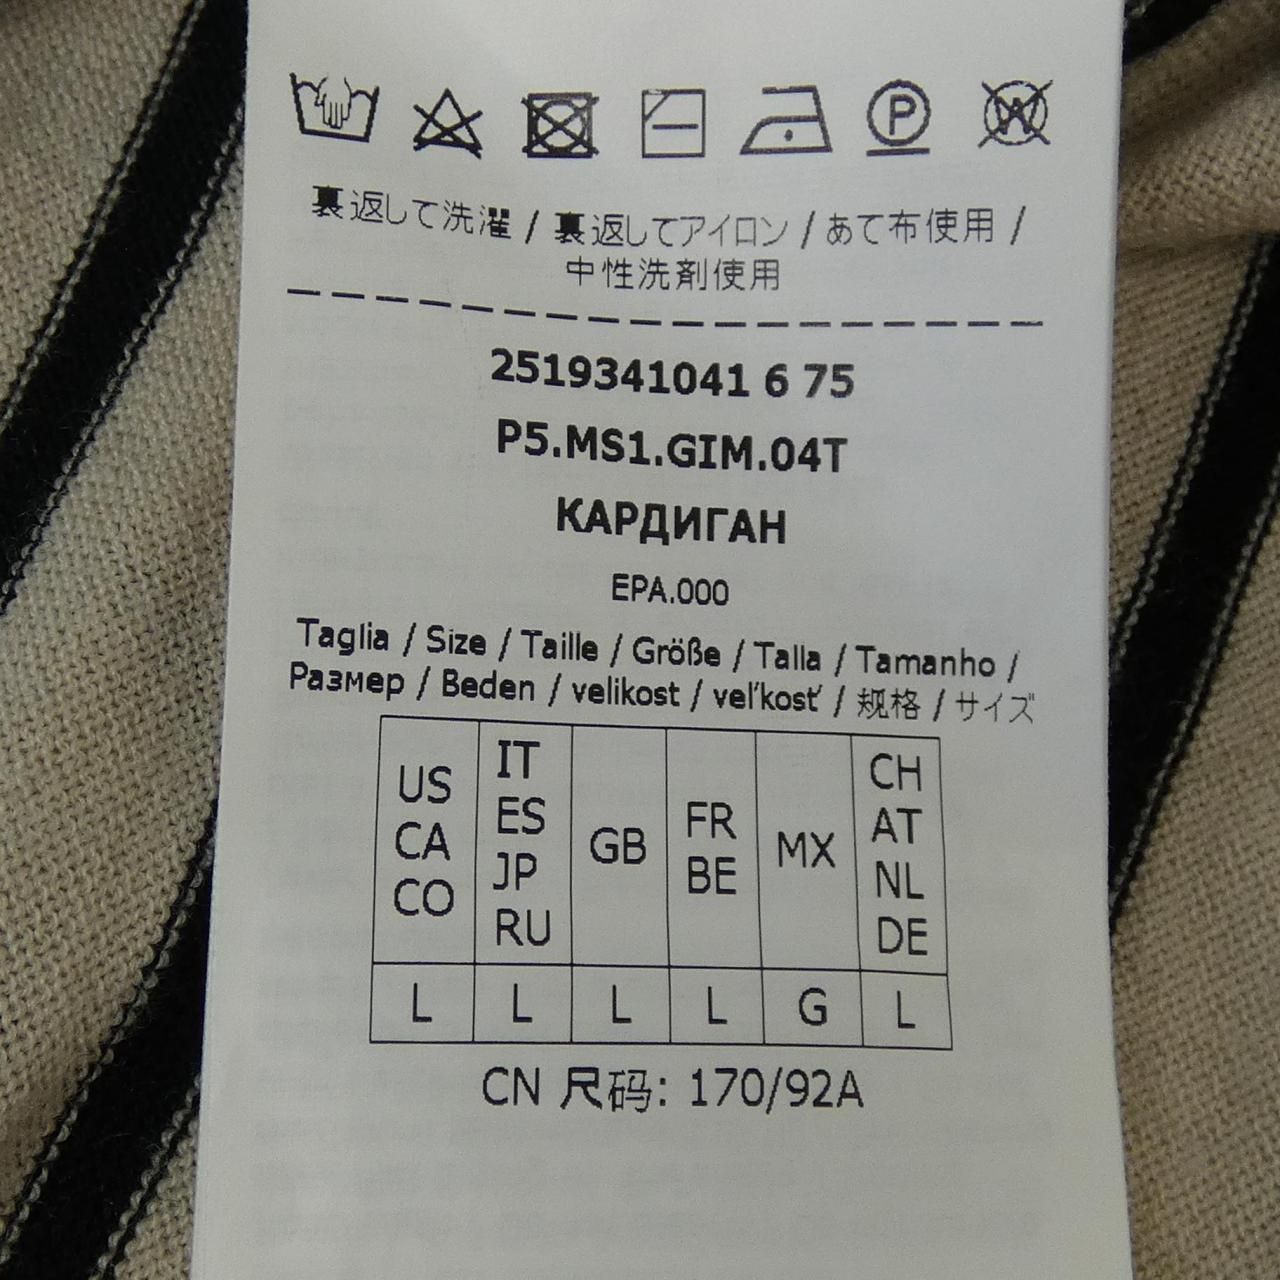 裏返して洗濯 / 裏返してアイロン / あて布使用 /
中性洗剤使用
2519341041 6 75
P5.MS1.GIM.04T
КАРДИГАН
EPA.000
Taglia / Size / Taille / Größe / Talla / Tamanho /
Размер / Beden / velikost / veľkosť / 规格 / サイズ
US CA CO
IT ES JP RU
GB
FR BE
MX
CH AT NL DE
L L L L G L
CN 尺码: 170/92A